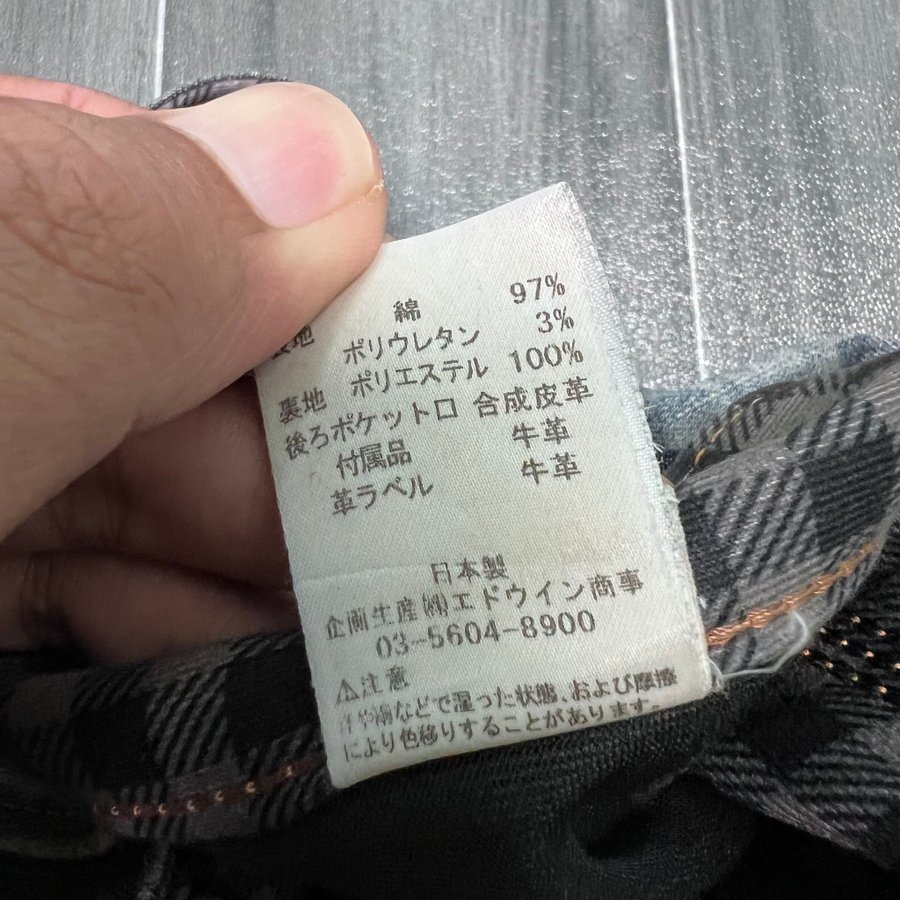 綿 97%
地 ポリウレタン 3%
裏地 ポリエステル 100%
後ろポケット口 合成皮革
付属品 牛革
革ラベル 牛革
日本製
企画生産 ㈱エドウイン商事
03-5604-8900
⚠注意
などで湿った状態、および摩擦
により色移りすることがあります。